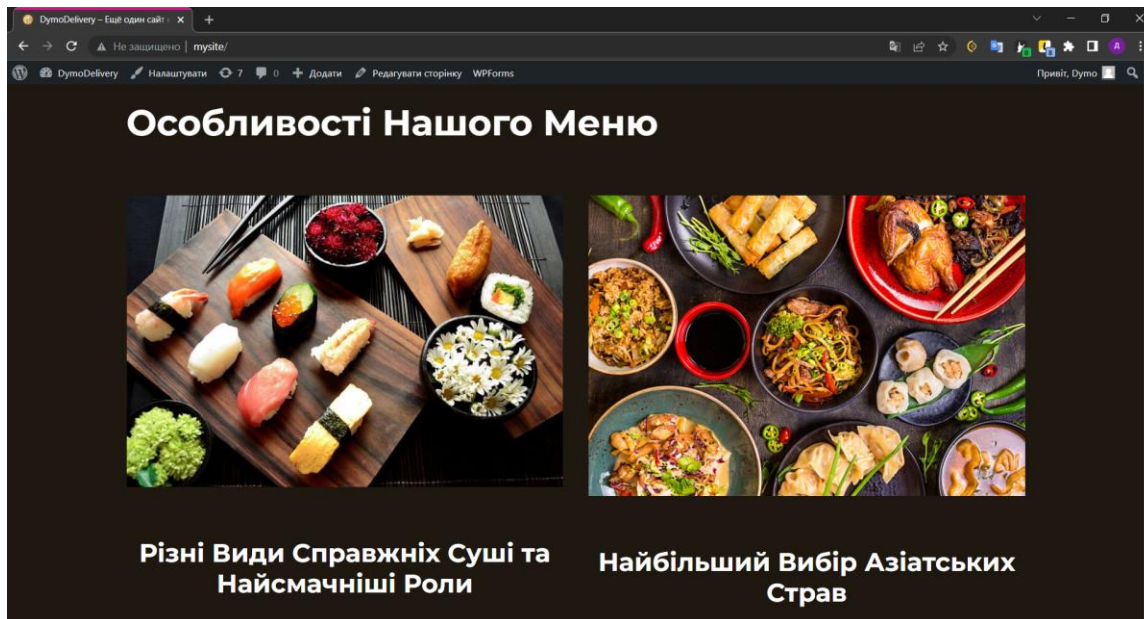 DymoDelivery – Ещё один сайт
Не защищено | mysite/
DymoDelivery Налаштувати 7 0 Додати Редагувати сторінку WPForms Привіт, Dymo
Особливості Нашого Меню
Різні Види Справжніх Суші та
Найсмачніші Роли
Найбільший Вибір Азіатських
Страв